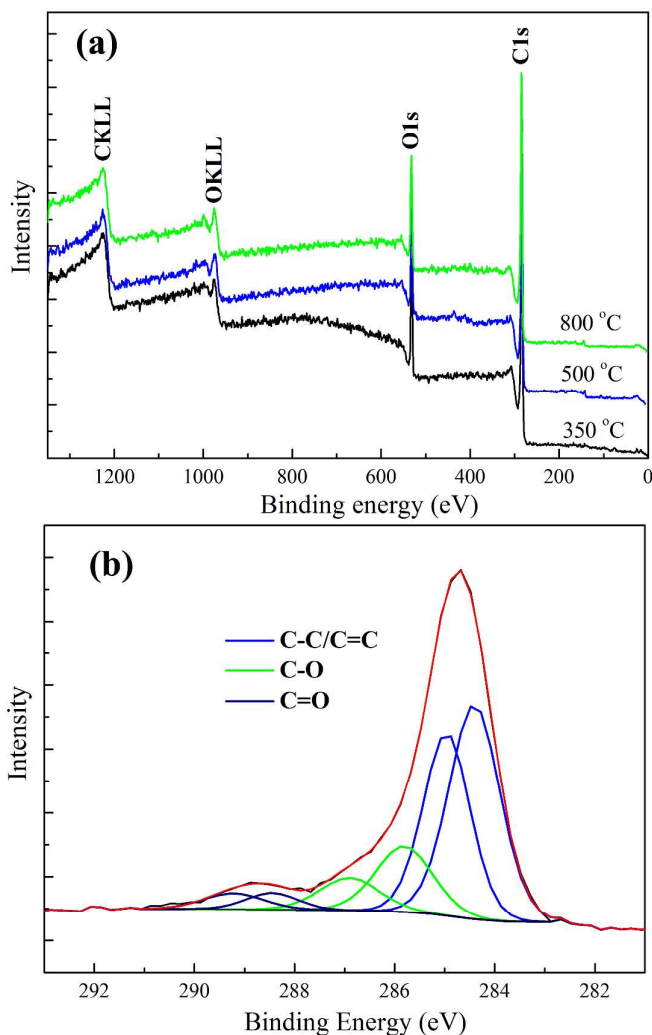 (a)
CKLL
OKLL
O1s
C1s
Intensity
800 °C
500 °C
350 °C
1200 1000 800 600 400 200 0
Binding energy (eV)
(b)
C-C/C=C
C-O
C=O
Intensity
292 290 288 286 284 282
Binding Energy (eV)